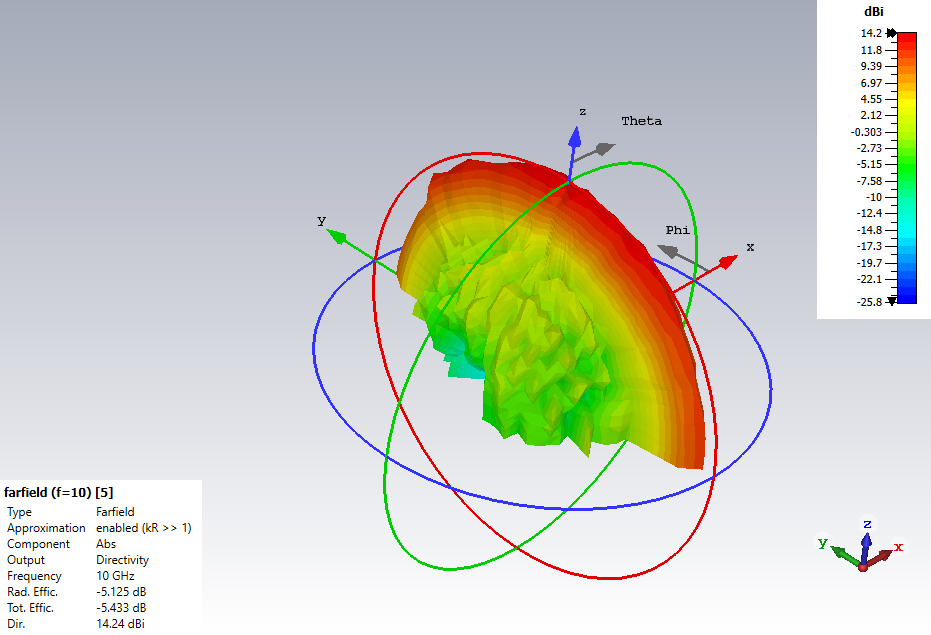 dBi
14.2
11.8
9.39
6.97
4.55
2.12
-0.303
-2.73
-5.15
-7.58
-10
-12.4
-14.8
-17.3
-19.7
-22.1
-25.8
z
Theta
y
Phi
x
farfield (f=10) [5]
Type Farfield
Approximation enabled (kR >> 1)
Component Abs
Output Directivity
Frequency 10 GHz
Rad. Effic. -5.125 dB
Tot. Effic. -5.433 dB
Dir. 14.24 dBi
z
y
x